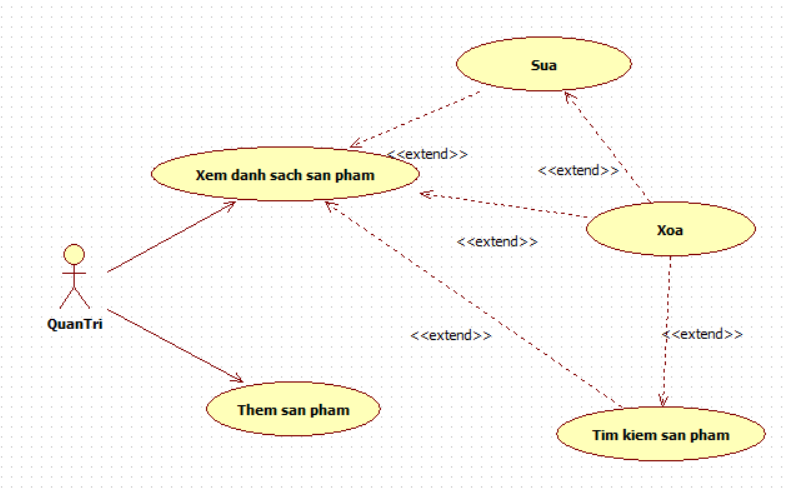 Sua
<<extend>>
<<extend>>
Xem danh sach san pham
Xoa
<<extend>>
QuanTri
<<extend>>
<<extend>>
Them san pham
Tim kiem san pham